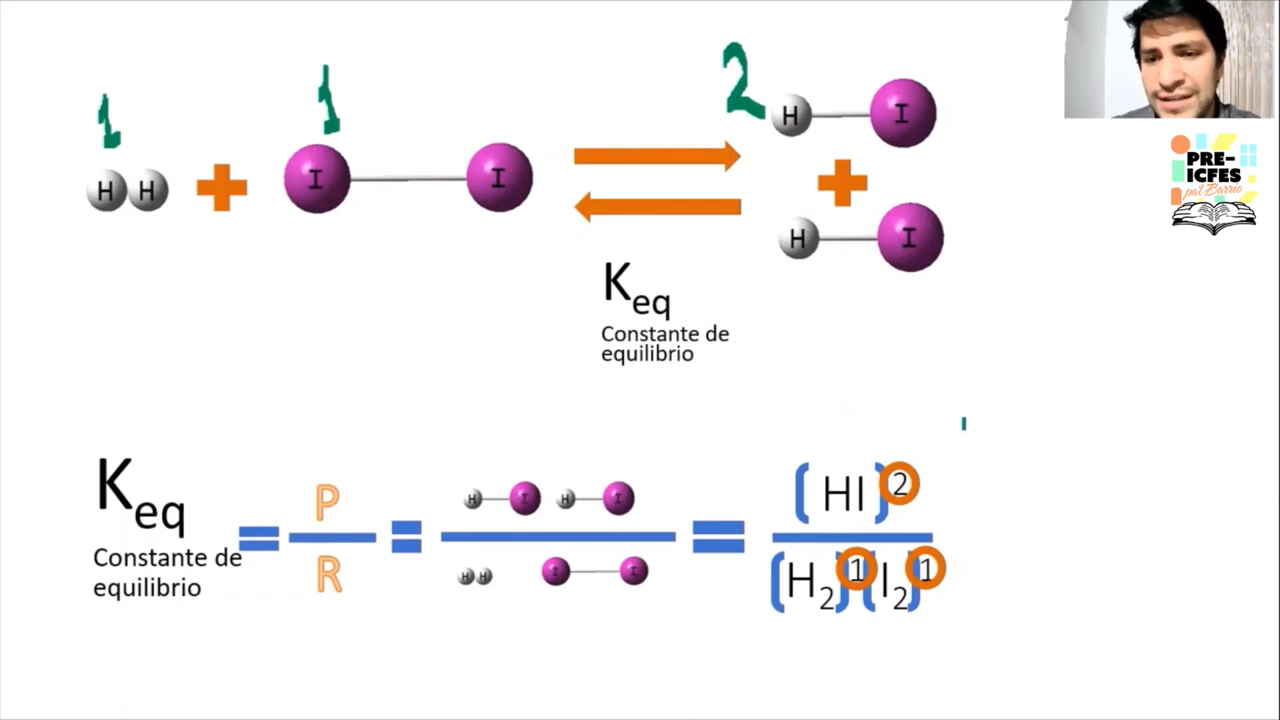 1 1 2
H H I I H I
H I
PRE-
ICFES
pa'l Barrio
Keq
Constante de
equilibrio
Keq
Constante de
equilibrio
P
R
H I H I
H H I I
(HI)2
(H2)1(I2)1